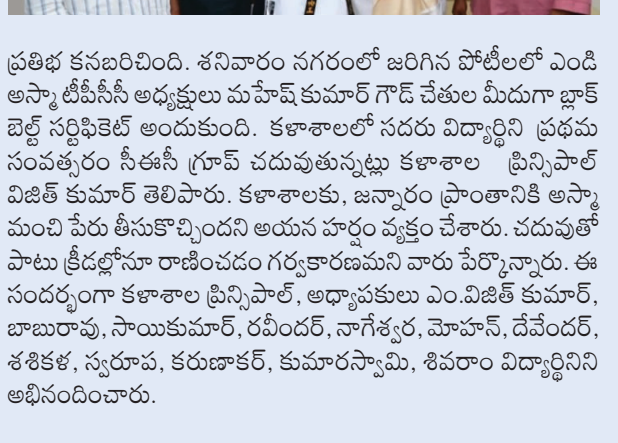 ప్రతిభ కనబరిచింది. శనివారం నగరంలో జరిగిన పోటీలలో ఎండి
అస్మా టీపీసీసీ అధ్యక్షులు మహేష్ కుమార్ గౌడ్ చేతుల మీదుగా బ్లాక్
బెల్ట్ సర్టిఫికెట్ అందుకుంది. కళాశాలలో సదరు విద్యార్థిని ప్రథమ
సంవత్సరం సీఈసీ గ్రూప్ చదువుతున్నట్లు కళాశాల ప్రిన్సిపాల్
విజిత్ కుమార్ తెలిపారు. కళాశాలకు, జన్నారం ప్రాంతానికి అస్మా
మంచి పేరు తీసుకొచ్చిందని అయన హర్షం వ్యక్తం చేశారు. చదువుతో
పాటు క్రీడల్లోనూ రాణించడం గర్వకారణమని వారు పేర్కొన్నారు. ఈ
సందర్భంగా కళాశాల ప్రిన్సిపాల్, అధ్యాపకులు ఎం.విజిత్ కుమార్,
బాబురావు, సాయికుమార్, రవీందర్, నాగేశ్వర, మోహన్, దేవేందర్,
శశికళ, స్వరూప, కరుణాకర్, కుమారస్వామి, శివరాం విద్యార్థినిని
అభినందించారు.